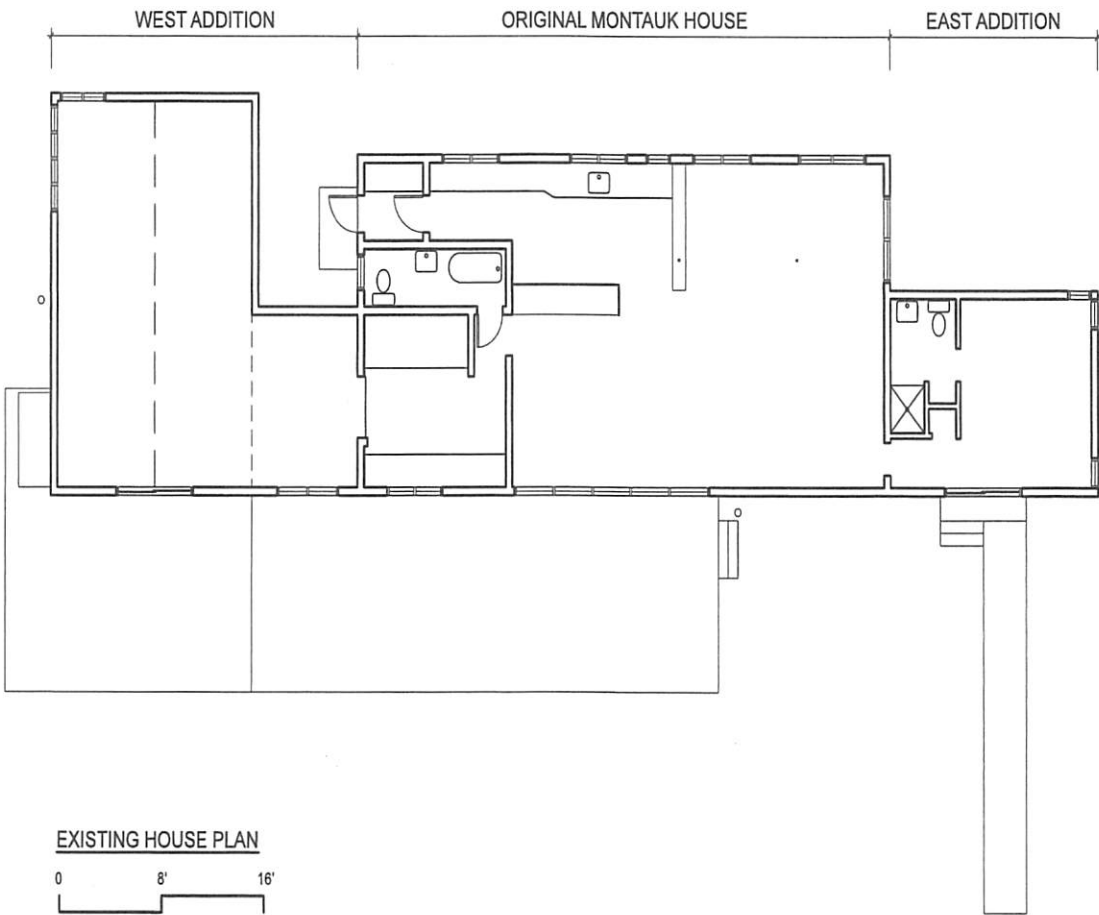 WEST ADDITION
ORIGINAL MONTAUK HOUSE
EAST ADDITION
EXISTING HOUSE PLAN
0 8' 16'